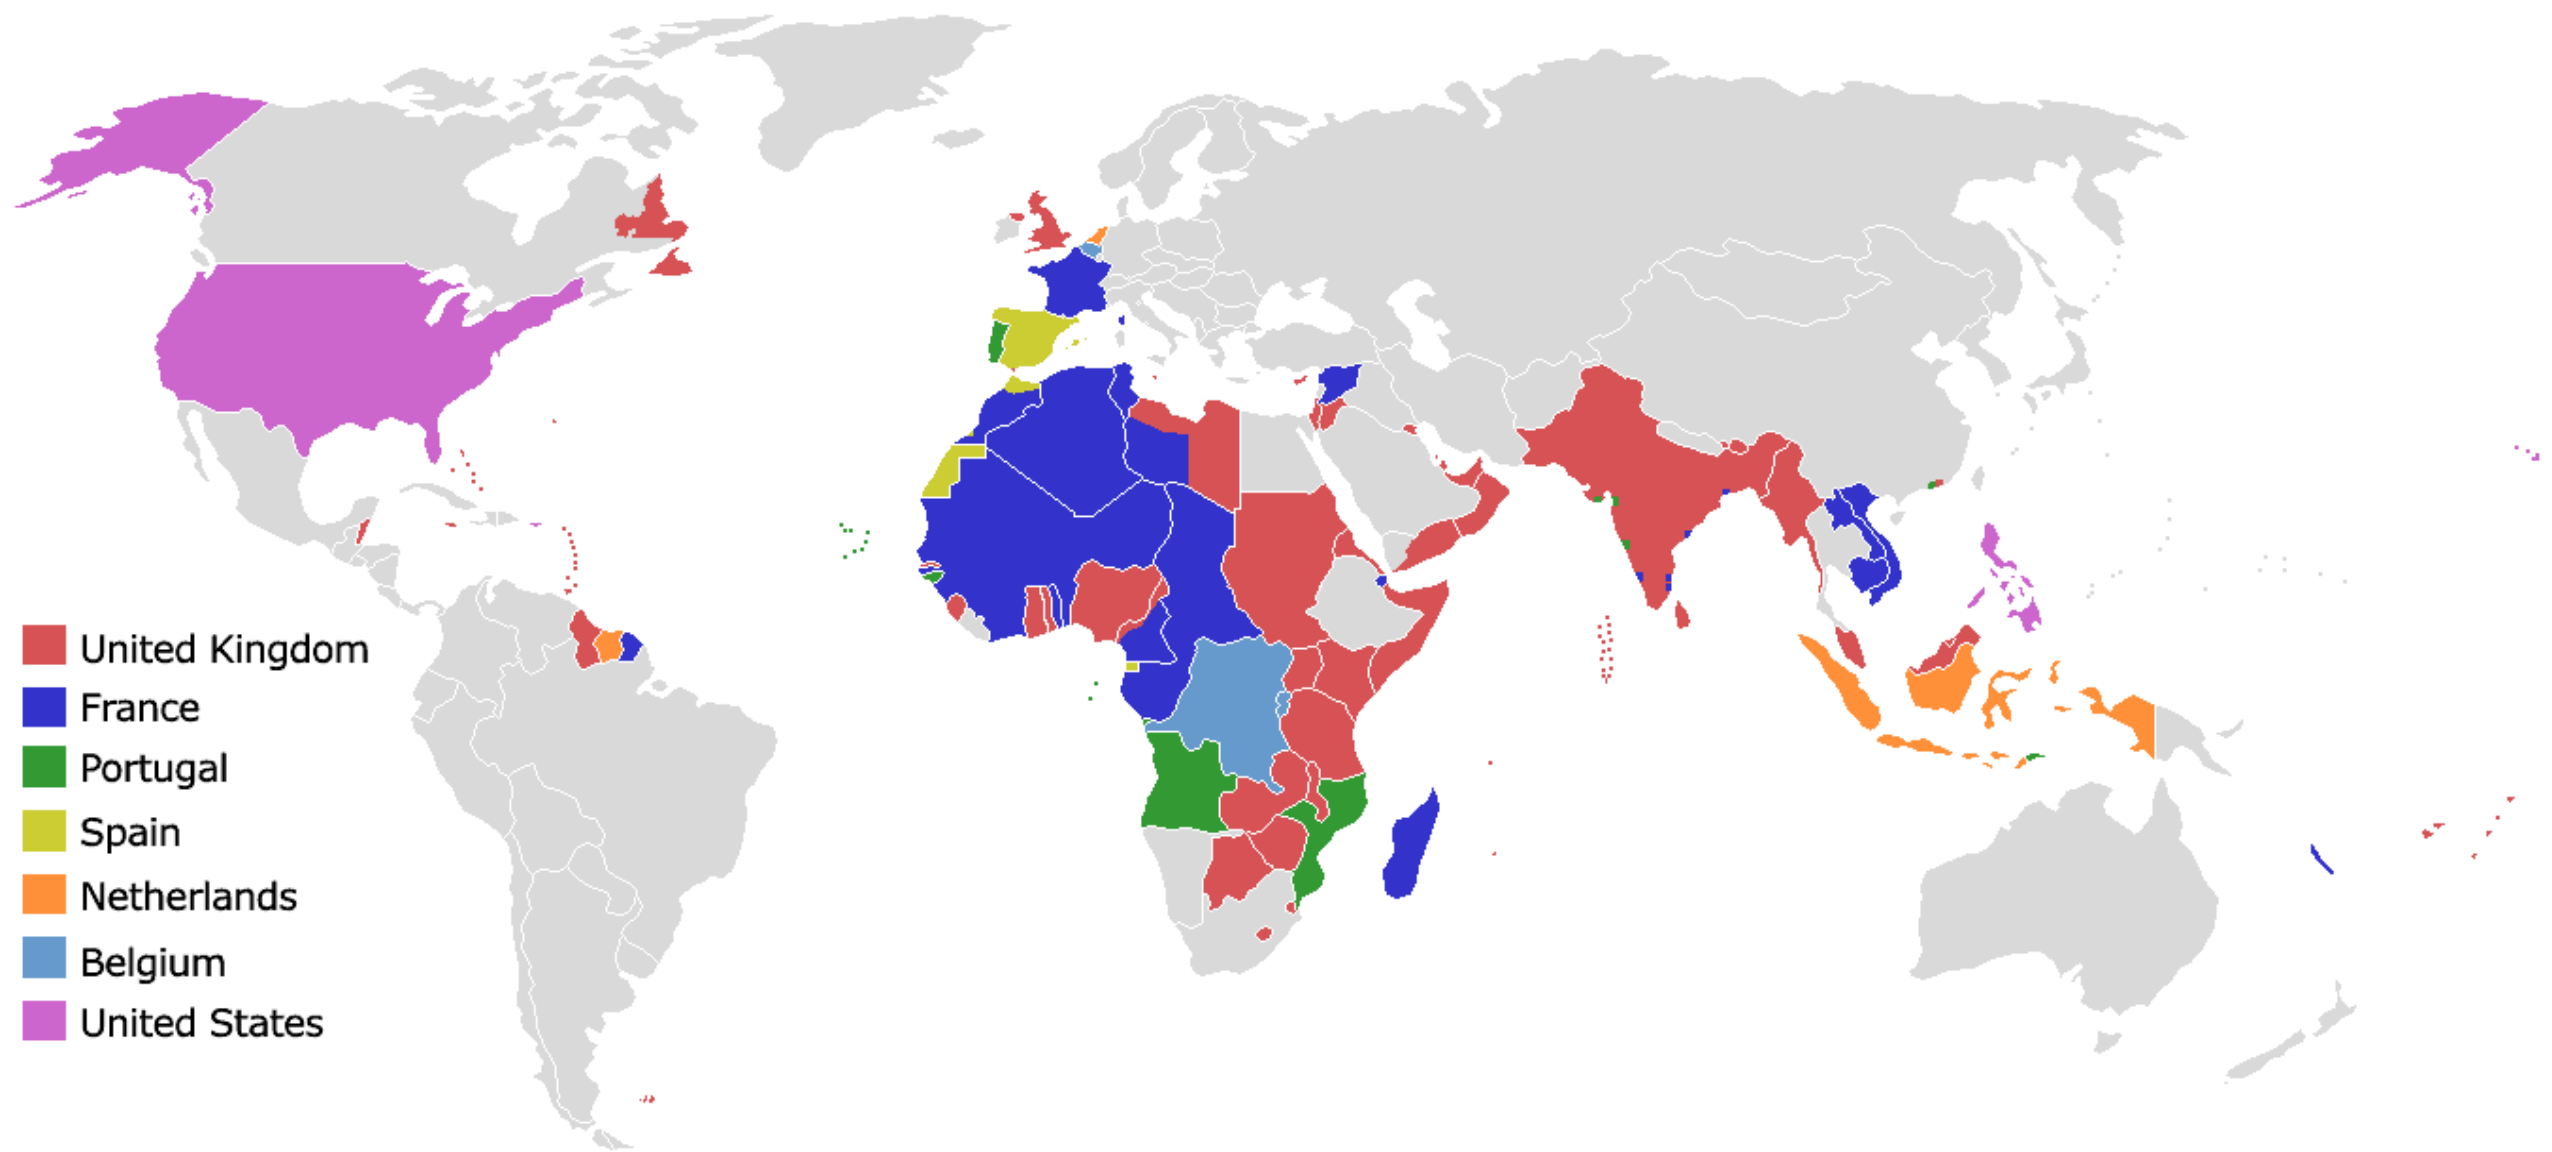 United Kingdom
France
Portugal
Spain
Netherlands
Belgium
United States